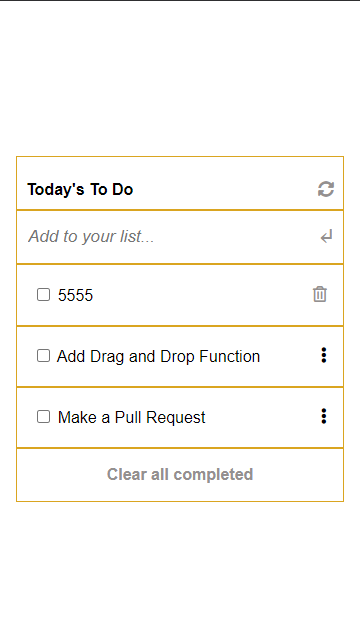 Today's To Do
Add to your list...
5555
Add Drag and Drop Function
Make a Pull Request
Clear all completed